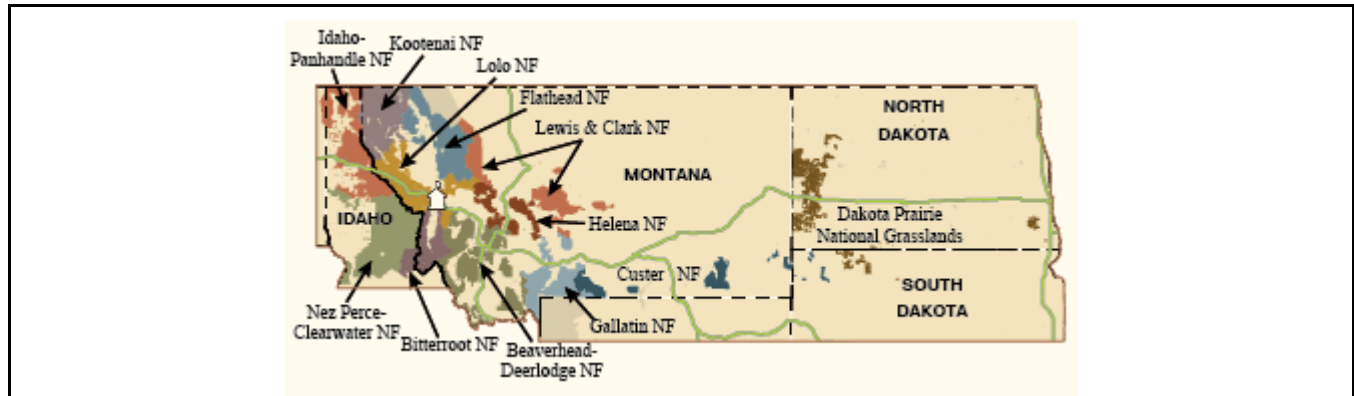 Idaho-
Panhandle NF
Kootenai NF
Lolo NF
Flathead NF
Lewis & Clark NF
NORTH
DAKOTA
MONTANA
IDAHO
Helena NF
Dakota Prairie
National Grasslands
Custer NF
SOUTH
DAKOTA
Nez Perce-
Clearwater NF
Bitterroot NF
Gallatin NF
Beaverhead-
Deerlodge NF